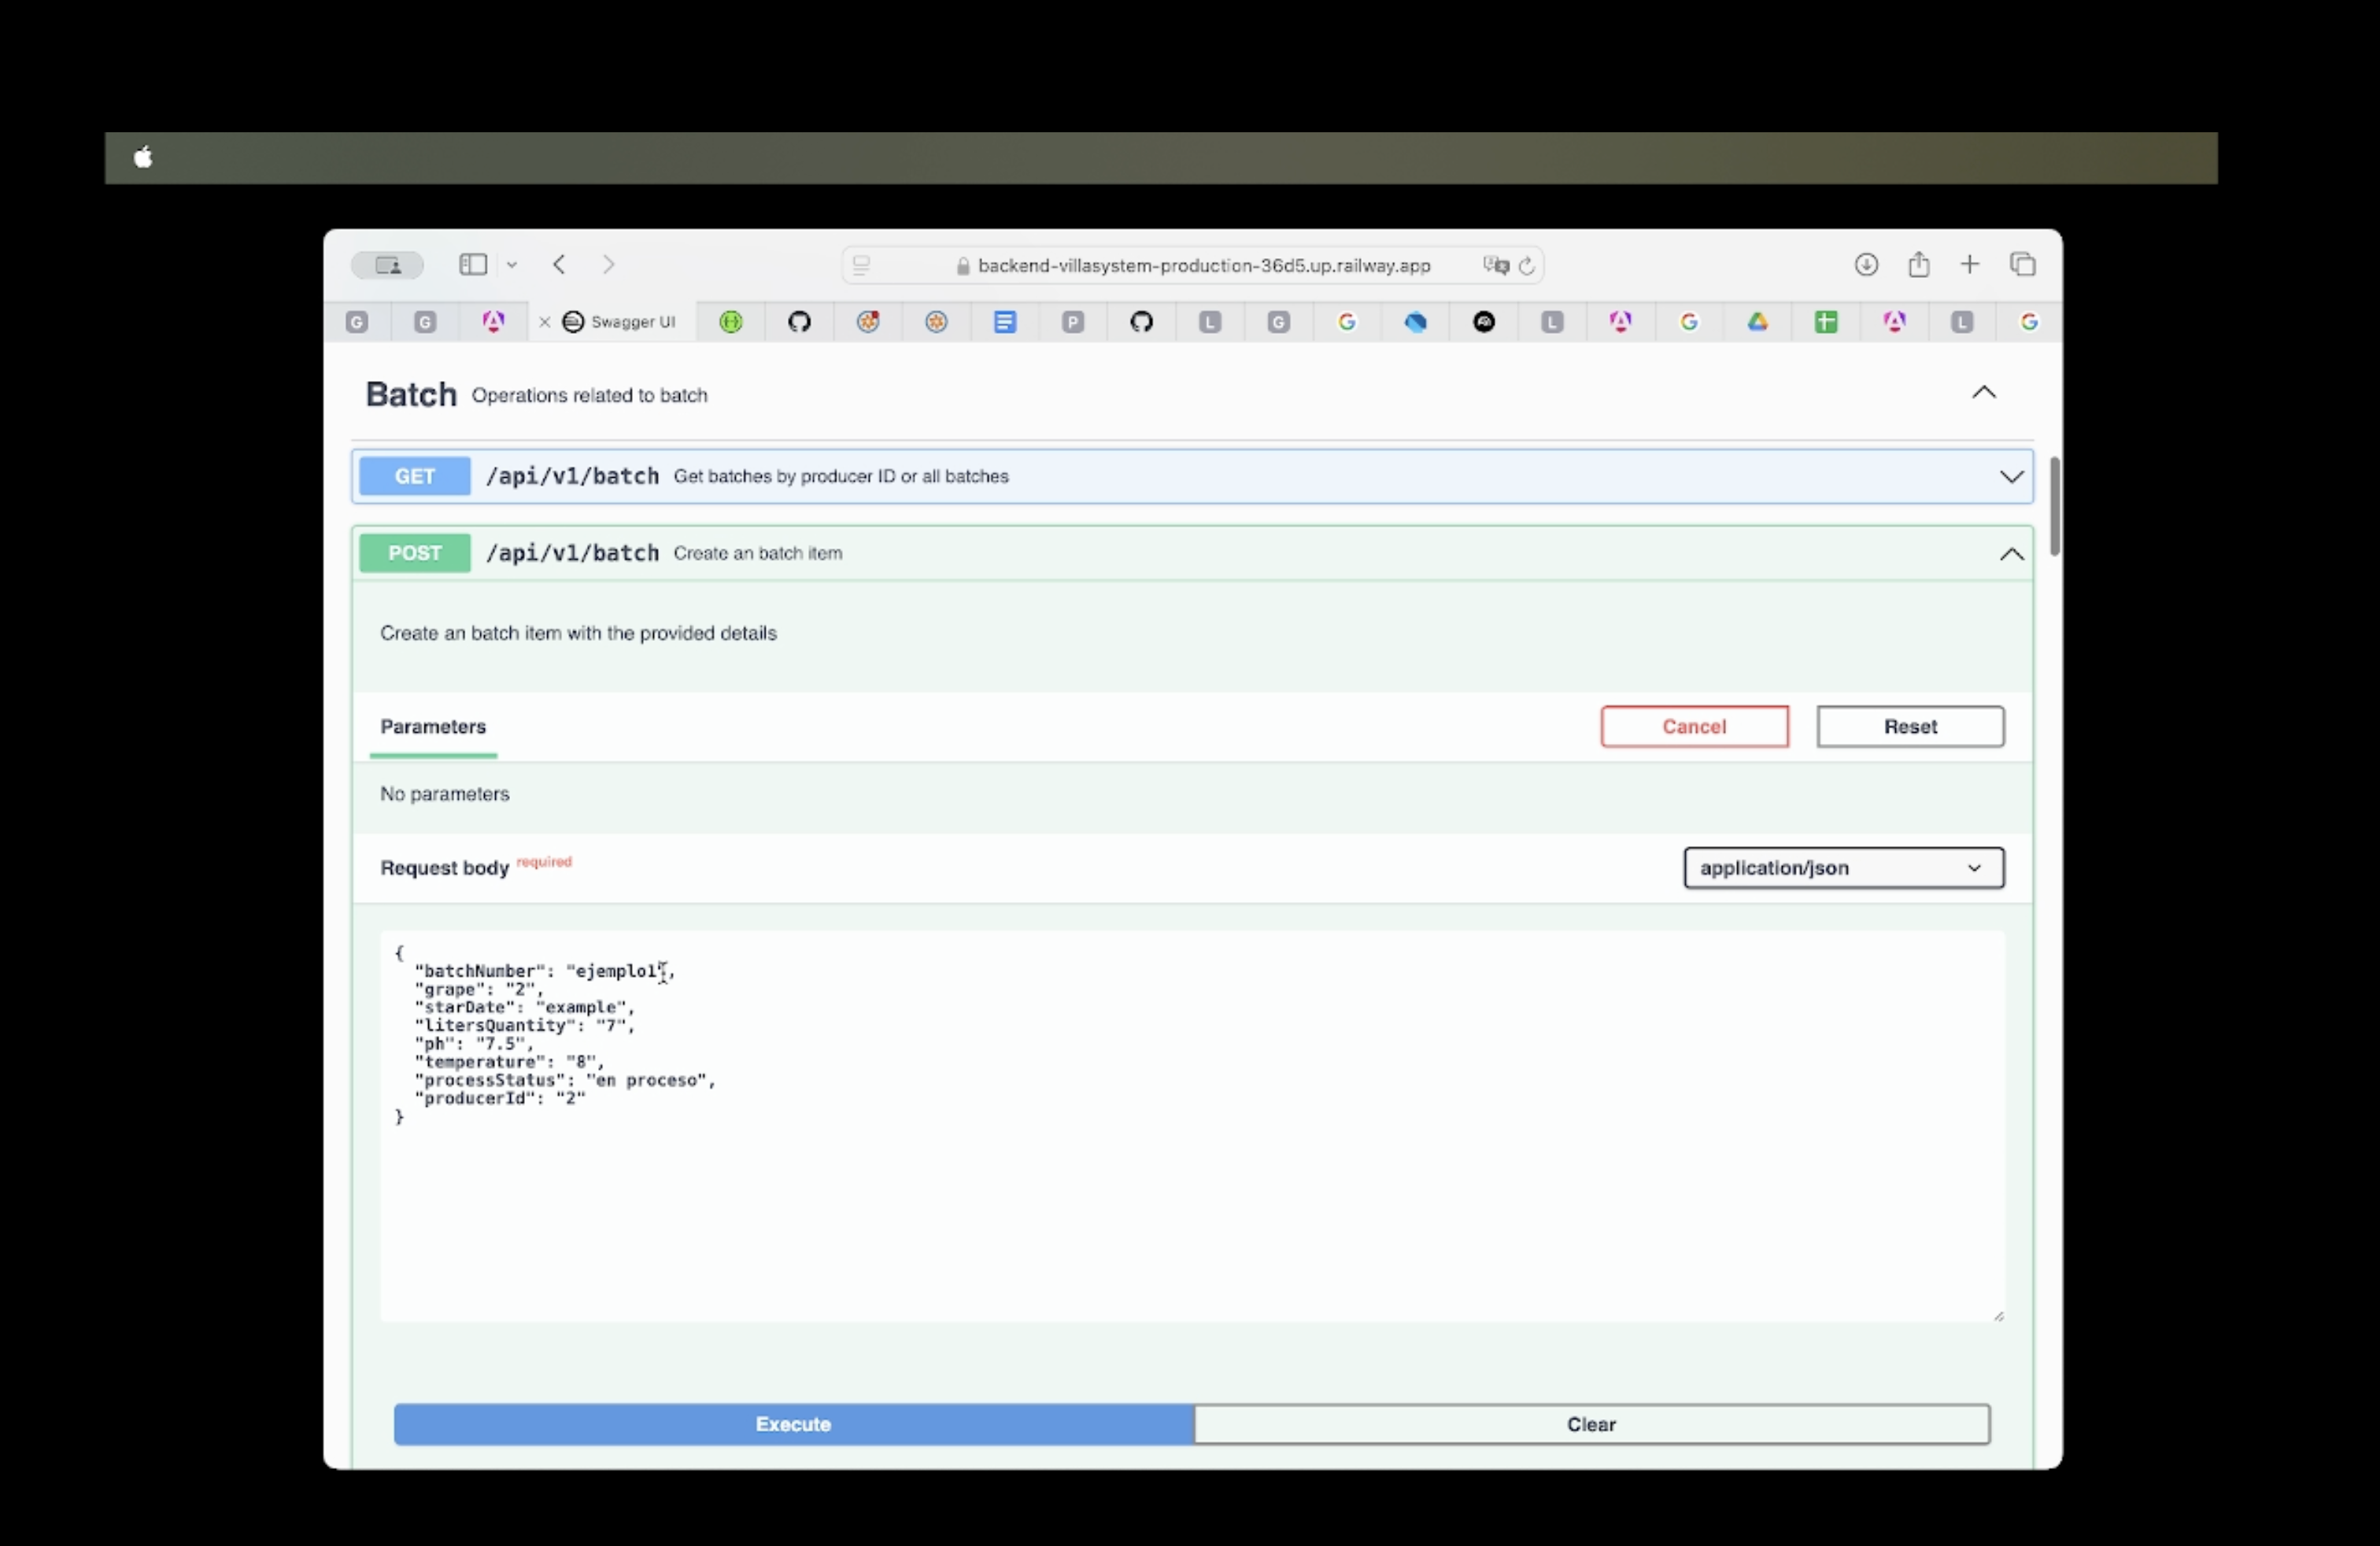 backend-villasystem-production-36d5.up.railway.app
G G Swagger UI P L G L L
Batch Operations related to batch
GET /api/v1/batch Get batches by producer ID or all batches
POST /api/v1/batch Create an batch item
Create an batch item with the provided details
Parameters Cancel Reset
No parameters
Request body required application/json
{
"batchNumber": "ejemplo1",
"grape": "2",
"starDate": "example",
"litersQuantity": "7",
"ph": "7.5",
"temperature": "8",
"processStatus": "en proceso",
"producerId": "2"
}
Execute Clear